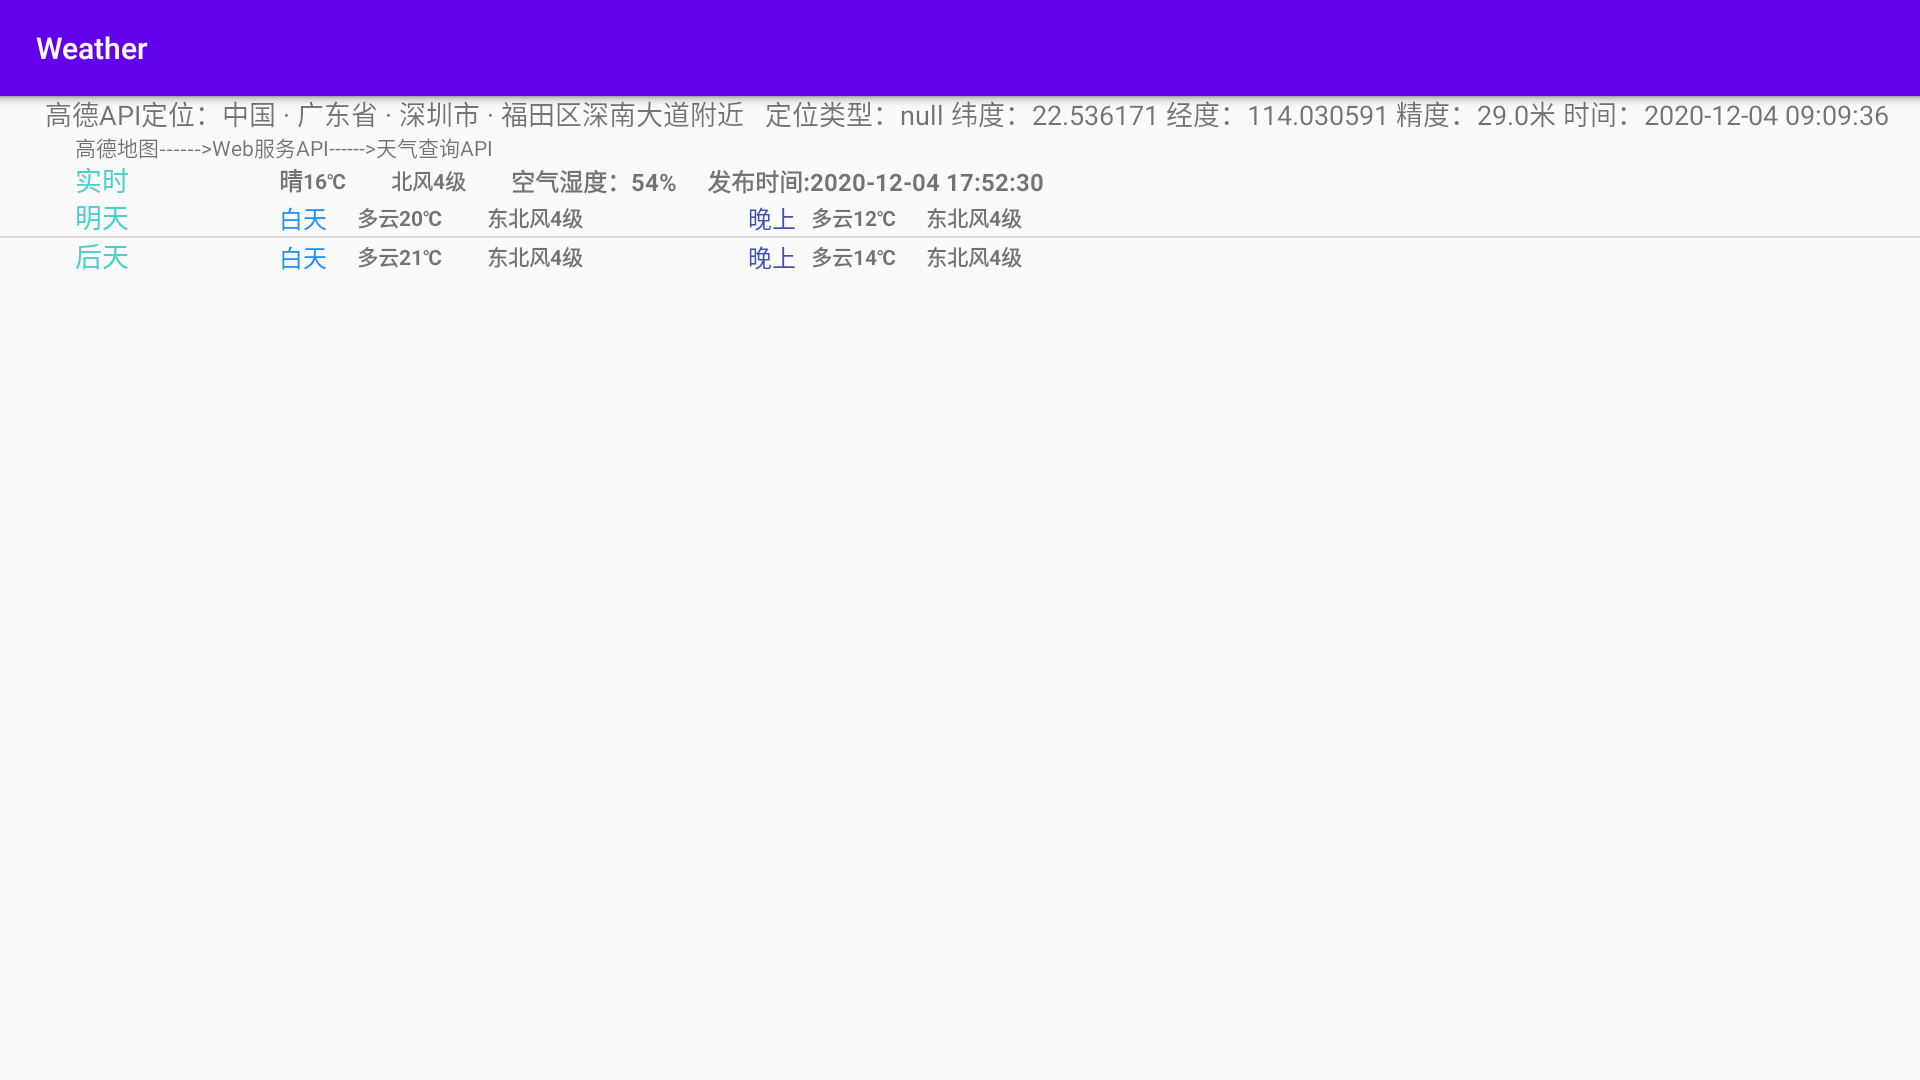 Weather
高德API定位：中国 · 广东省 · 深圳市 · 福田区深南大道附近 定位类型：null 纬度：22.536171 经度：114.030591 精度：29.0米 时间：2020-12-04 09:09:36
高德地图------>Web服务API------>天气查询API
实时 晴16℃ 北风4级 空气湿度：54% 发布时间:2020-12-04 17:52:30
明天 白天 多云20℃ 东北风4级 晚上 多云12℃ 东北风4级
后天 白天 多云21℃ 东北风4级 晚上 多云14℃ 东北风4级